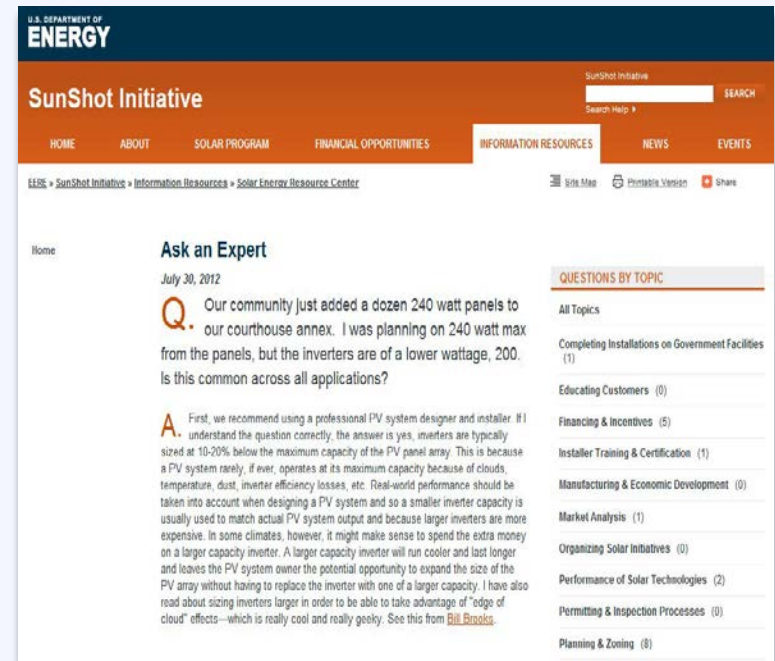 U.S. DEPARTMENT OF
ENERGY
SunShot Initiative
SunShot Initiative
SEARCH
Search Help
HOME ABOUT SOLAR PROGRAM FINANCIAL OPPORTUNITIES INFORMATION RESOURCES NEWS EVENTS
EERE » SunShot Initiative » Information Resources » Solar Energy Resource Center
Site Map Printable Version Share
Home
Ask an Expert
July 30, 2012
Q. Our community just added a dozen 240 watt panels to
our courthouse annex. I was planning on 240 watt max
from the panels, but the inverters are of a lower wattage, 200.
Is this common across all applications?
A. First, we recommend using a professional PV system designer and installer. If I
understand the question correctly, the answer is yes, inverters are typically
sized at 10-20% below the maximum capacity of the PV panel array. This is because
a PV system rarely, if ever, operates at its maximum capacity because of clouds,
temperature, dust, inverter efficiency losses, etc. Real-world performance should be
taken into account when designing a PV system and so a smaller inverter capacity is
usually used to match actual PV system output and because larger inverters are more
expensive. In some climates, however, it might make sense to spend the extra money
on a larger capacity inverter. A larger capacity inverter will run cooler and last longer
and leaves the PV system owner the potential opportunity to expand the size of the
PV array without having to replace the inverter with one of a larger capacity. I have also
read about sizing inverters larger in order to be able to take advantage of "edge of
cloud" effects—which is really cool and really geeky. See this from Bill Brooks.
QUESTIONS BY TOPIC
All Topics
Completing Installations on Government Facilities
(1)
Educating Customers (0)
Financing & Incentives (5)
Installer Training & Certification (1)
Manufacturing & Economic Development (0)
Market Analysis (1)
Organizing Solar Initiatives (0)
Performance of Solar Technologies (2)
Permitting & Inspection Processes (0)
Planning & Zoning (8)